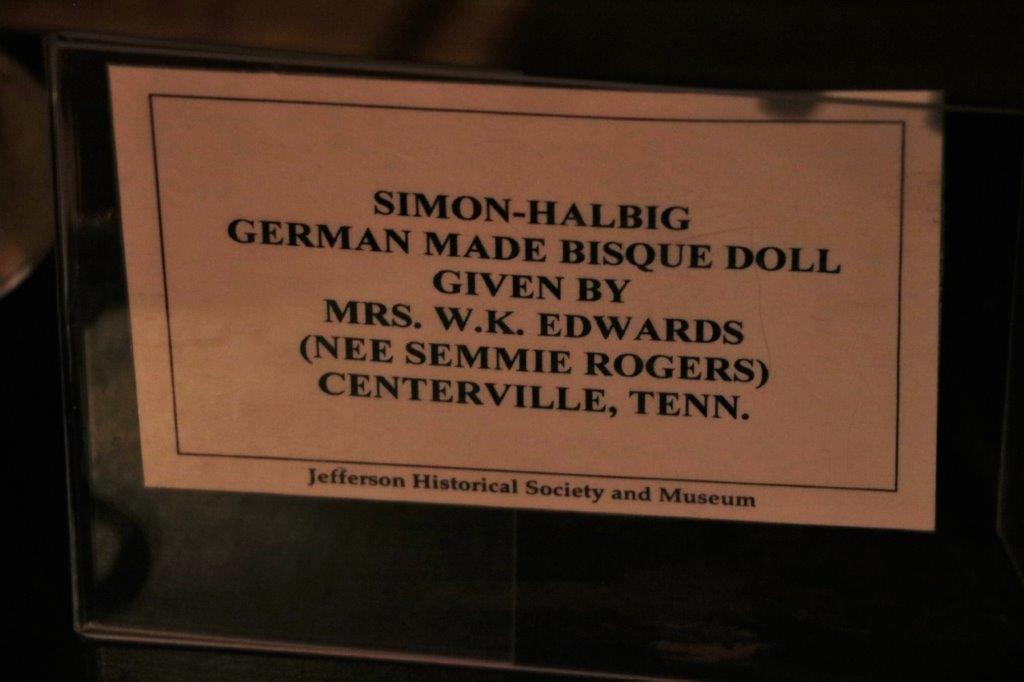 SIMON-HALBIG
GERMAN MADE BISQUE DOLL
GIVEN BY
MRS. W.K. EDWARDS
(NEE SEMMIE ROGERS)
CENTERVILLE, TENN.
Jefferson Historical Society and Museum